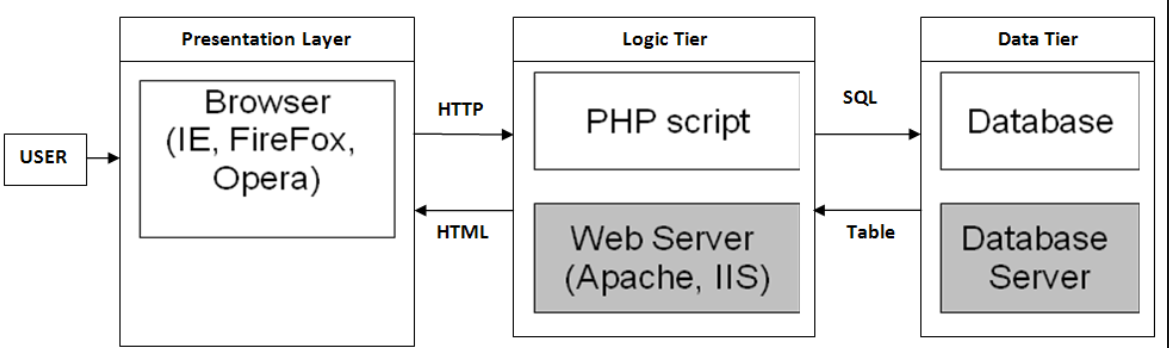 USER
Presentation Layer
Browser
(IE, FireFox,
Opera)
HTTP
HTML
Logic Tier
PHP script
Web Server
(Apache, IIS)
SQL
Table
Data Tier
Database
Database
Server